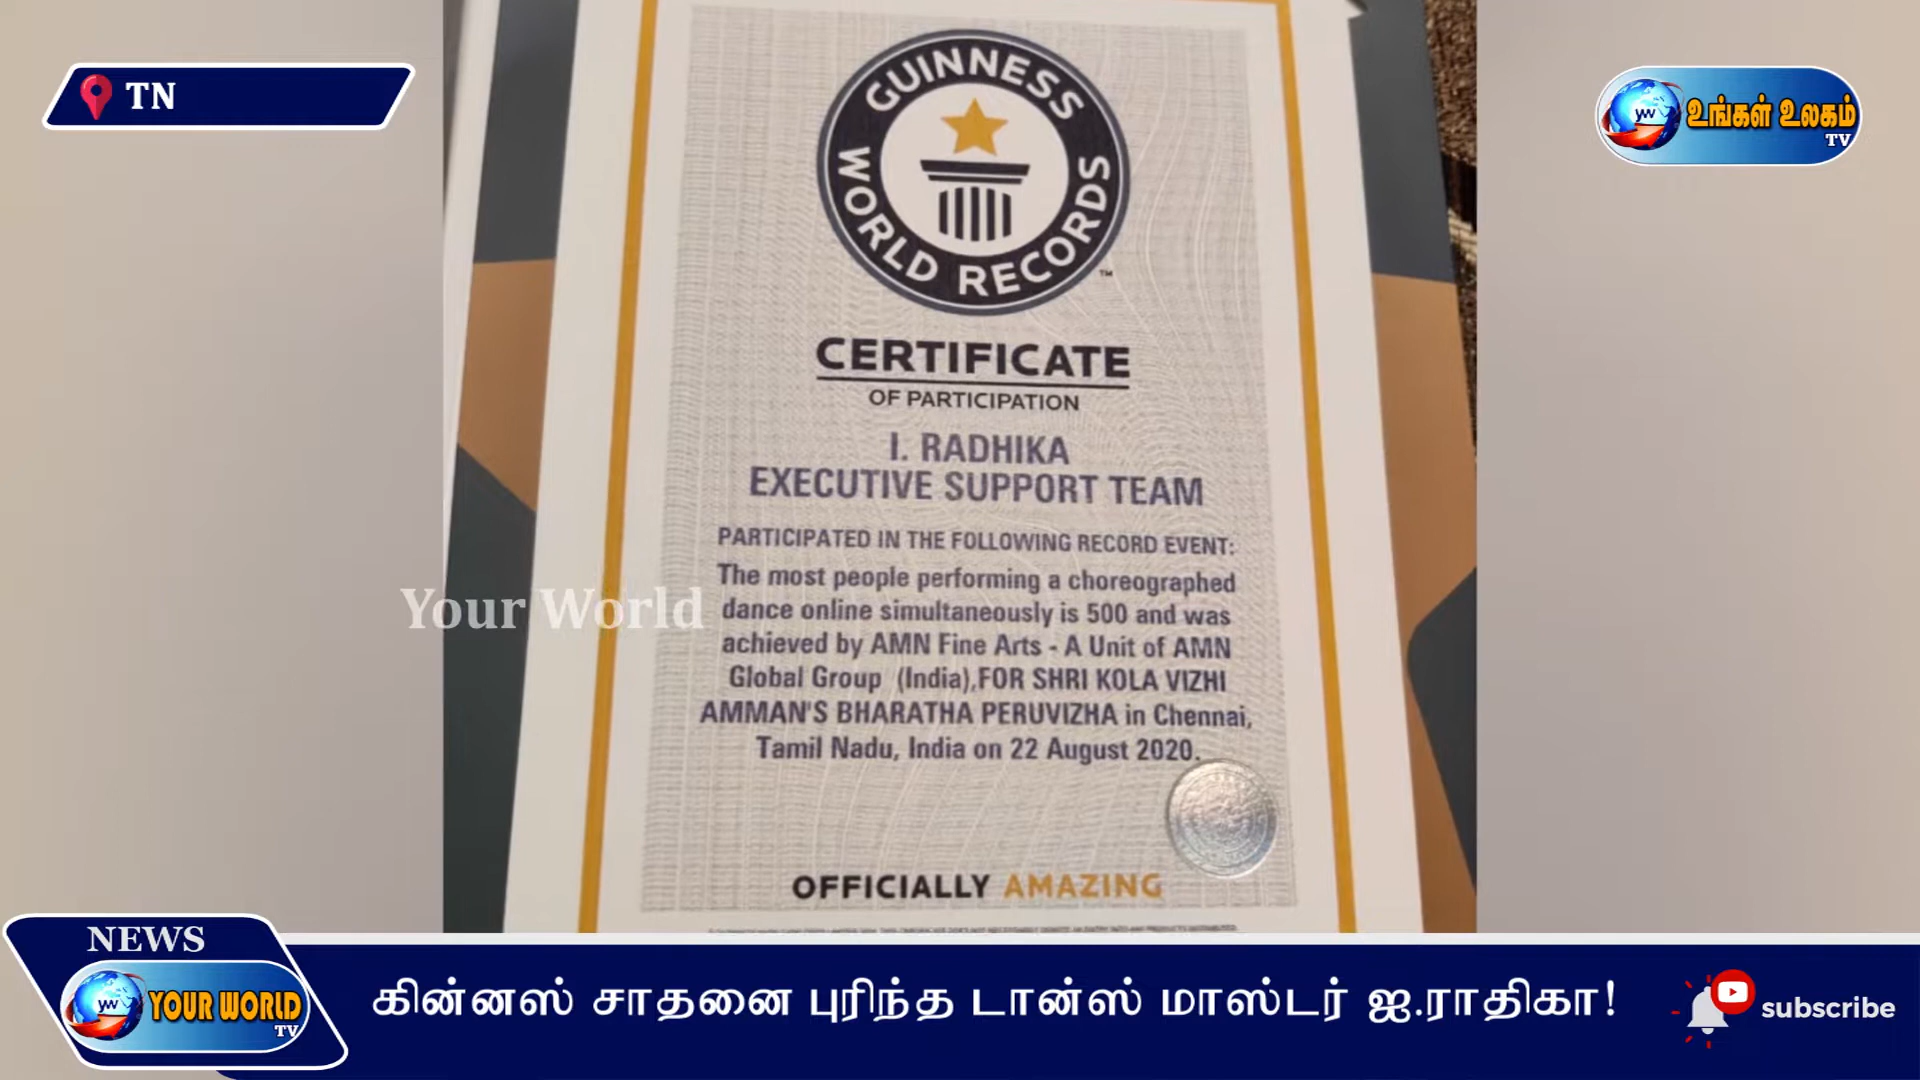 TN
yw உங்கள் உலகம்
TV
GUINNESS
WORLD RECORDS
TM
CERTIFICATE
OF PARTICIPATION
I. RADHIKA
EXECUTIVE SUPPORT TEAM
PARTICIPATED IN THE FOLLOWING RECORD EVENT:
The most people performing a choreographed
dance online simultaneously is 500 and was
achieved by AMN Fine Arts - A Unit of AMN
Global Group (India),FOR SHRI KOLA VIZHI
AMMAN'S BHARATHA PERUVIZHA in Chennai,
Tamil Nadu, India on 22 August 2020.
Your World
OFFICIALLY AMAZING
NEWS
yw YOUR WORLD
TV
கின்னஸ் சாதனை புரிந்த டான்ஸ் மாஸ்டர் ஐ.ராதிகா!
subscribe